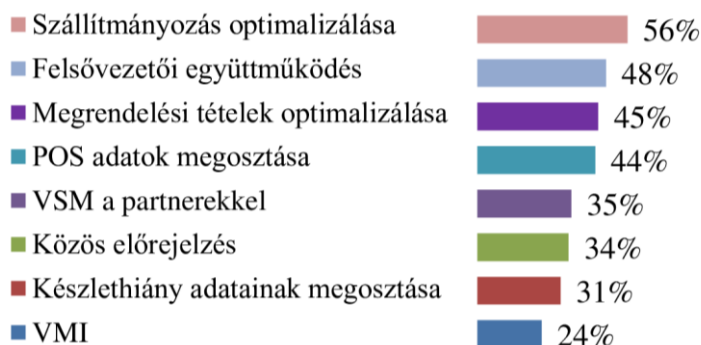 Szállítmányozás optimalizálása 56%
Felsővezetői együttműködés 48%
Megrendelési tételek optimalizálása 45%
POS adatok megosztása 44%
VSM a partnerekkel 35%
Közös előrejelzés 34%
Készlethiány adatainak megosztása 31%
VMI 24%